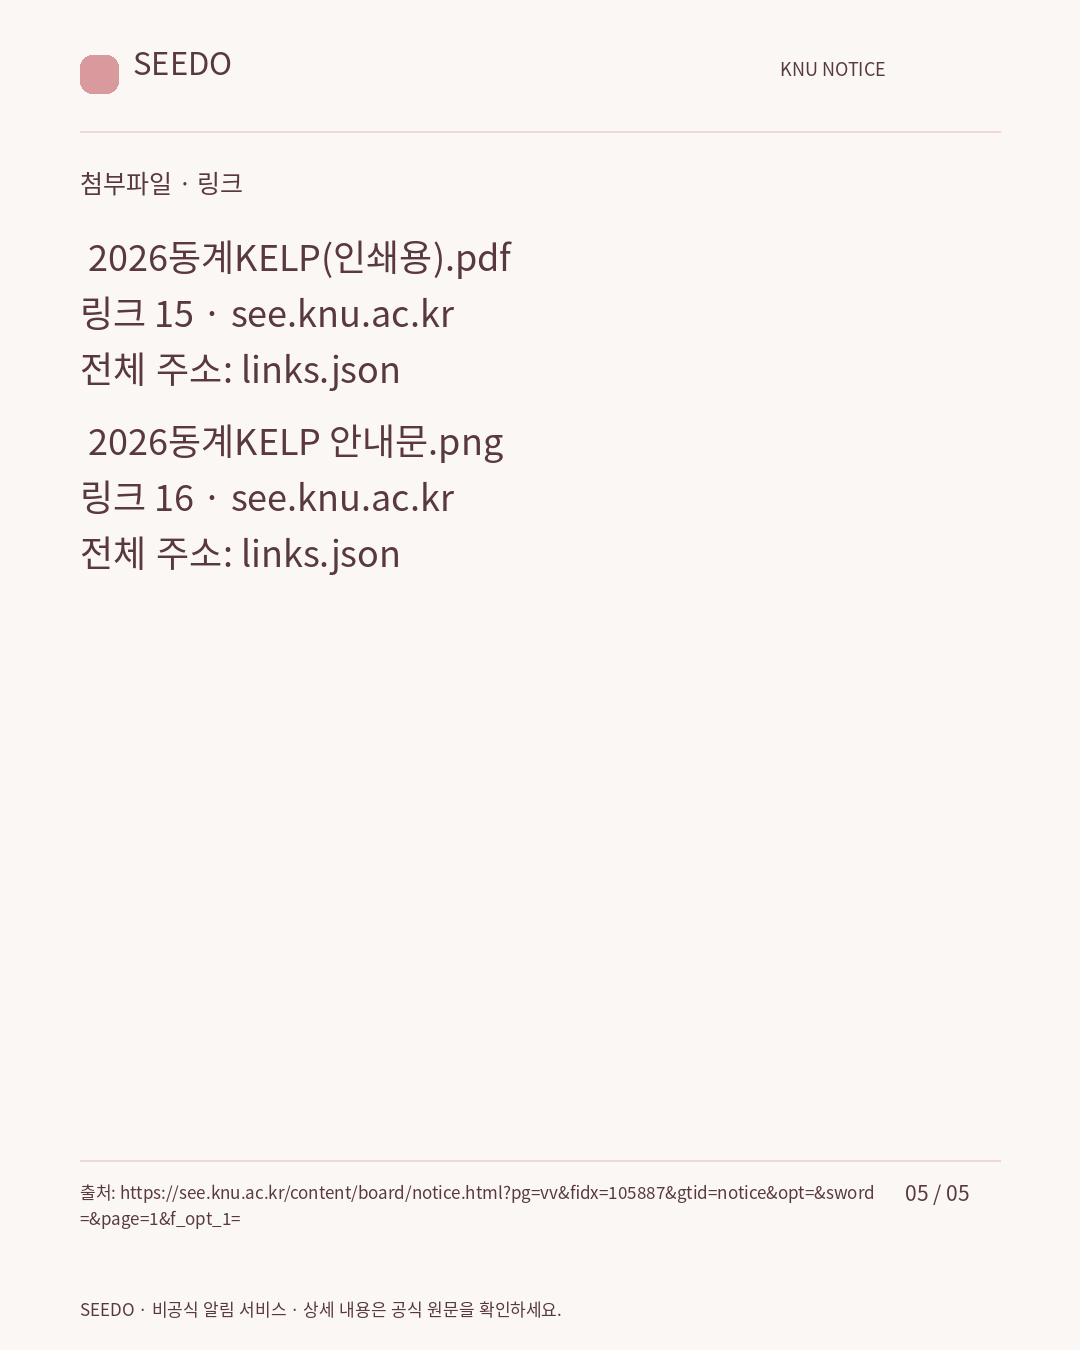 SEEDO
KNU NOTICE
첨부파일 · 링크
2026동계KELP(인쇄용).pdf
링크 15 · see.knu.ac.kr
전체 주소: links.json
2026동계KELP 안내문.png
링크 16 · see.knu.ac.kr
전체 주소: links.json
출처: https://see.knu.ac.kr/content/board/notice.html?pg=vv&fidx=105887&gtid=notice&opt=&sword
=&page=1&f_opt_1=
05 / 05
SEEDO · 비공식 알림 서비스 · 상세 내용은 공식 원문을 확인하세요.